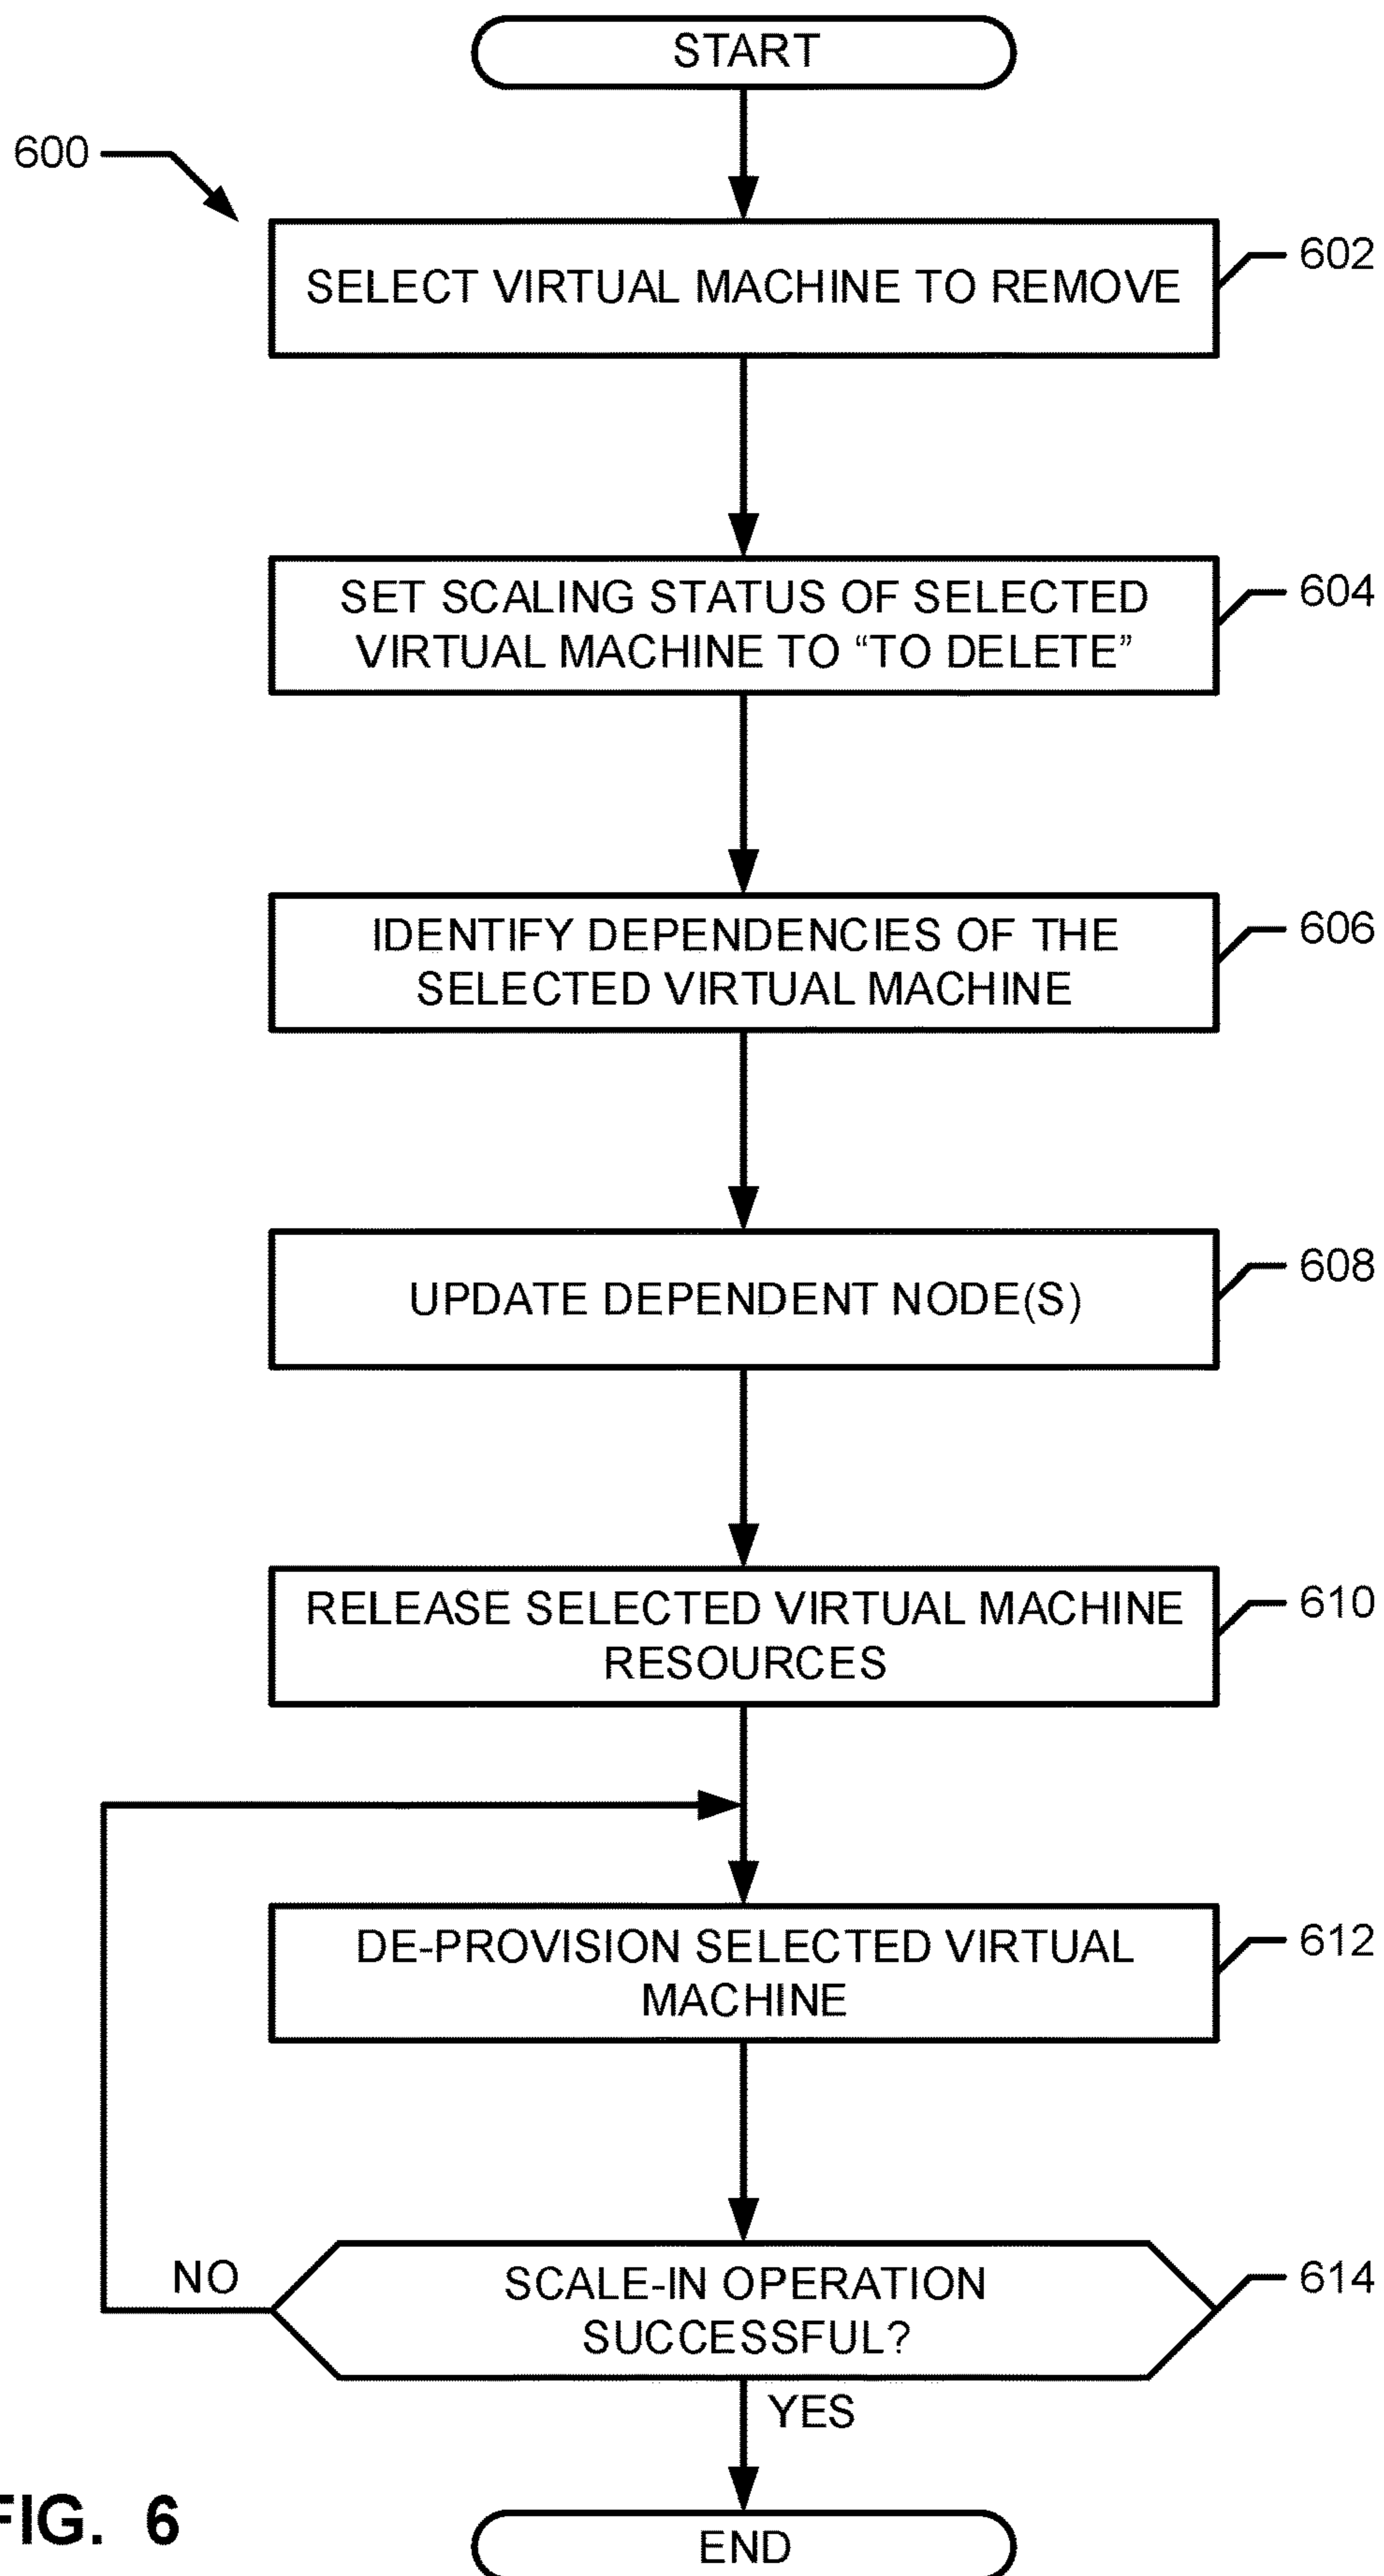 START
600
SELECT VIRTUAL MACHINE TO REMOVE
602
SET SCALING STATUS OF SELECTED
VIRTUAL MACHINE TO “TO DELETE”
604
IDENTIFY DEPENDENCIES OF THE
SELECTED VIRTUAL MACHINE
606
UPDATE DEPENDENT NODE(S)
608
RELEASE SELECTED VIRTUAL MACHINE
RESOURCES
610
DE-PROVISION SELECTED VIRTUAL
MACHINE
612
SCALE-IN OPERATION
SUCCESSFUL?
614
NO
YES
END
FIG. 6